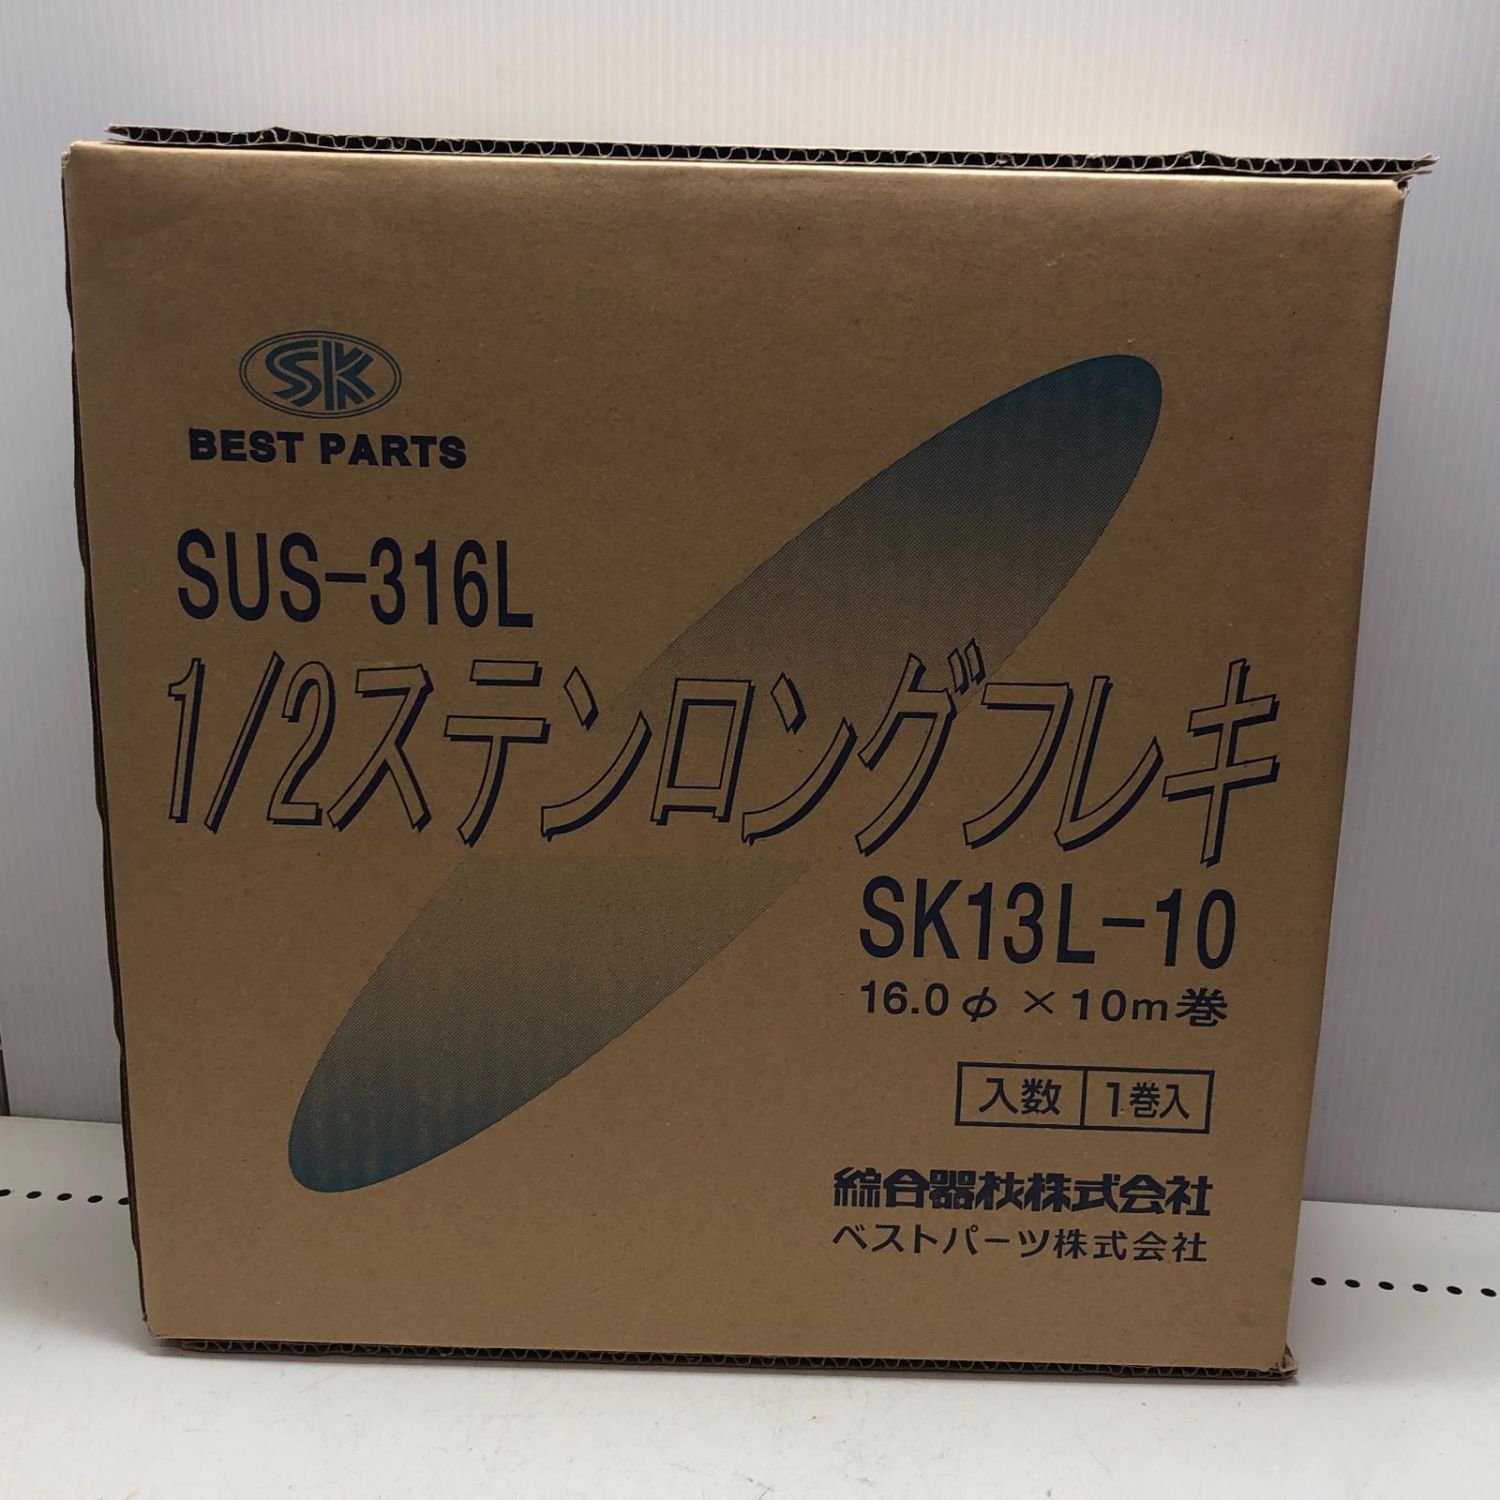 SK
BEST PARTS
SUS-316L
1/2ステンロングフレキ
SK13L-10
16.0φ × 10m巻
入数 1巻入
綜合器材株式会社
ベストパーツ株式会社